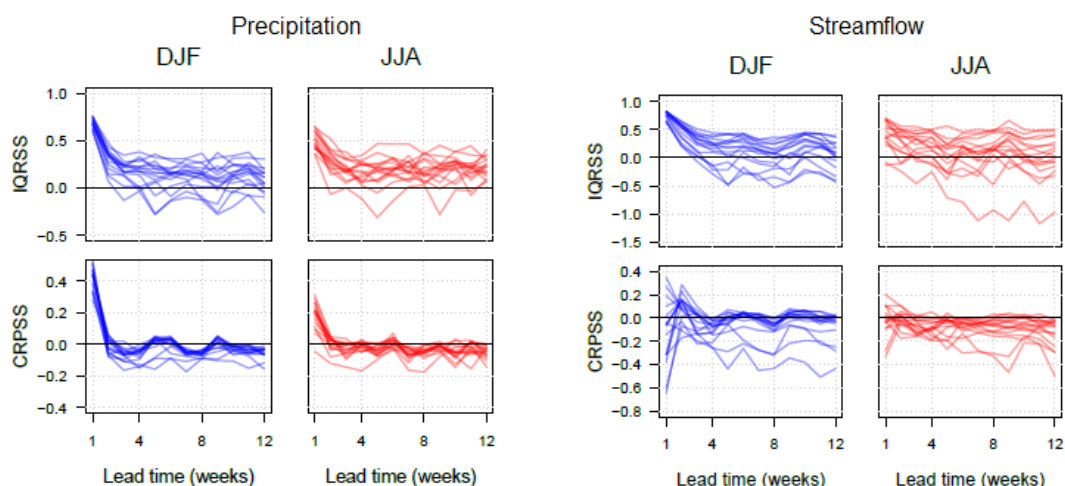 Precipitation
Streamflow
DJF
JJA
DJF
JJA
IQRSS
1.0
0.5
0.0
−0.5
IQRSS
1.0
0.5
0.0
−0.5
−1.0
−1.5
CRPSS
0.4
0.2
0.0
−0.2
−0.4
CRPSS
0.4
0.2
0.0
−0.2
−0.4
−0.6
−0.8
1 4 8 12
1 4 8 12
1 4 8 12
1 4 8 12
Lead time (weeks)
Lead time (weeks)
Lead time (weeks)
Lead time (weeks)